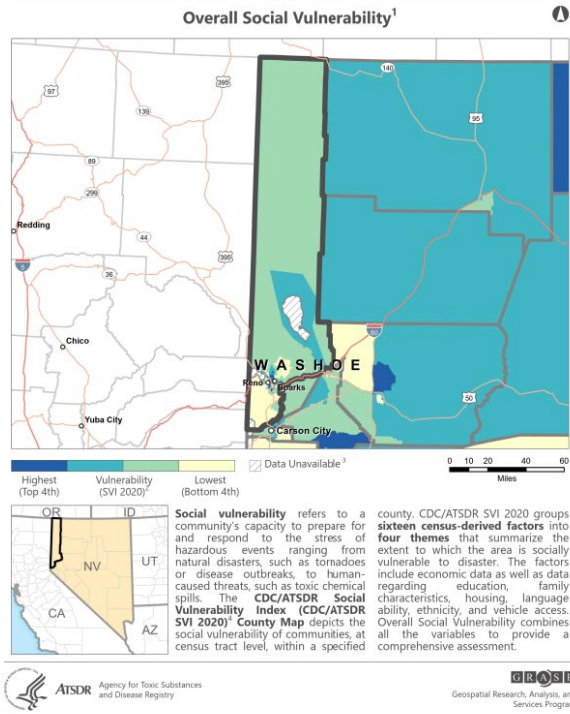 Overall Social Vulnerability¹
140
97
395
139
95
89
299
Redding
44
395
36
5
80
Chico
W A S H O E
Reno
Sparks
50
Yuba City
Carson City
Data Unavailable³
Highest
(Top 4th)
Vulnerability
(SVI 2020)²
Lowest
(Bottom 4th)
0 10 20 40 60
Miles
OR
ID
NV
UT
CA
AZ
Social vulnerability refers to a
community's capacity to prepare for
and respond to the stress of
hazardous events ranging from
natural disasters, such as tornadoes
or disease outbreaks, to human-
caused threats, such as toxic chemical
spills. The CDC/ATSDR Social
Vulnerability Index (CDC/ATSDR
SVI 2020)⁴ County Map depicts the
social vulnerability of communities, at
census tract level, within a specified
county. CDC/ATSDR SVI 2020 groups
sixteen census-derived factors into
four themes that summarize the
extent to which the area is socially
vulnerable to disaster. The factors
include economic data as well as data
regarding education, family
characteristics, housing, language
ability, ethnicity, and vehicle access.
Overall Social Vulnerability combines
all the variables to provide a
comprehensive assessment.
ATSDR
Agency for Toxic Substances
and Disease Registry
GRASP
Geospatial Research, Analysis, an
Services Progra